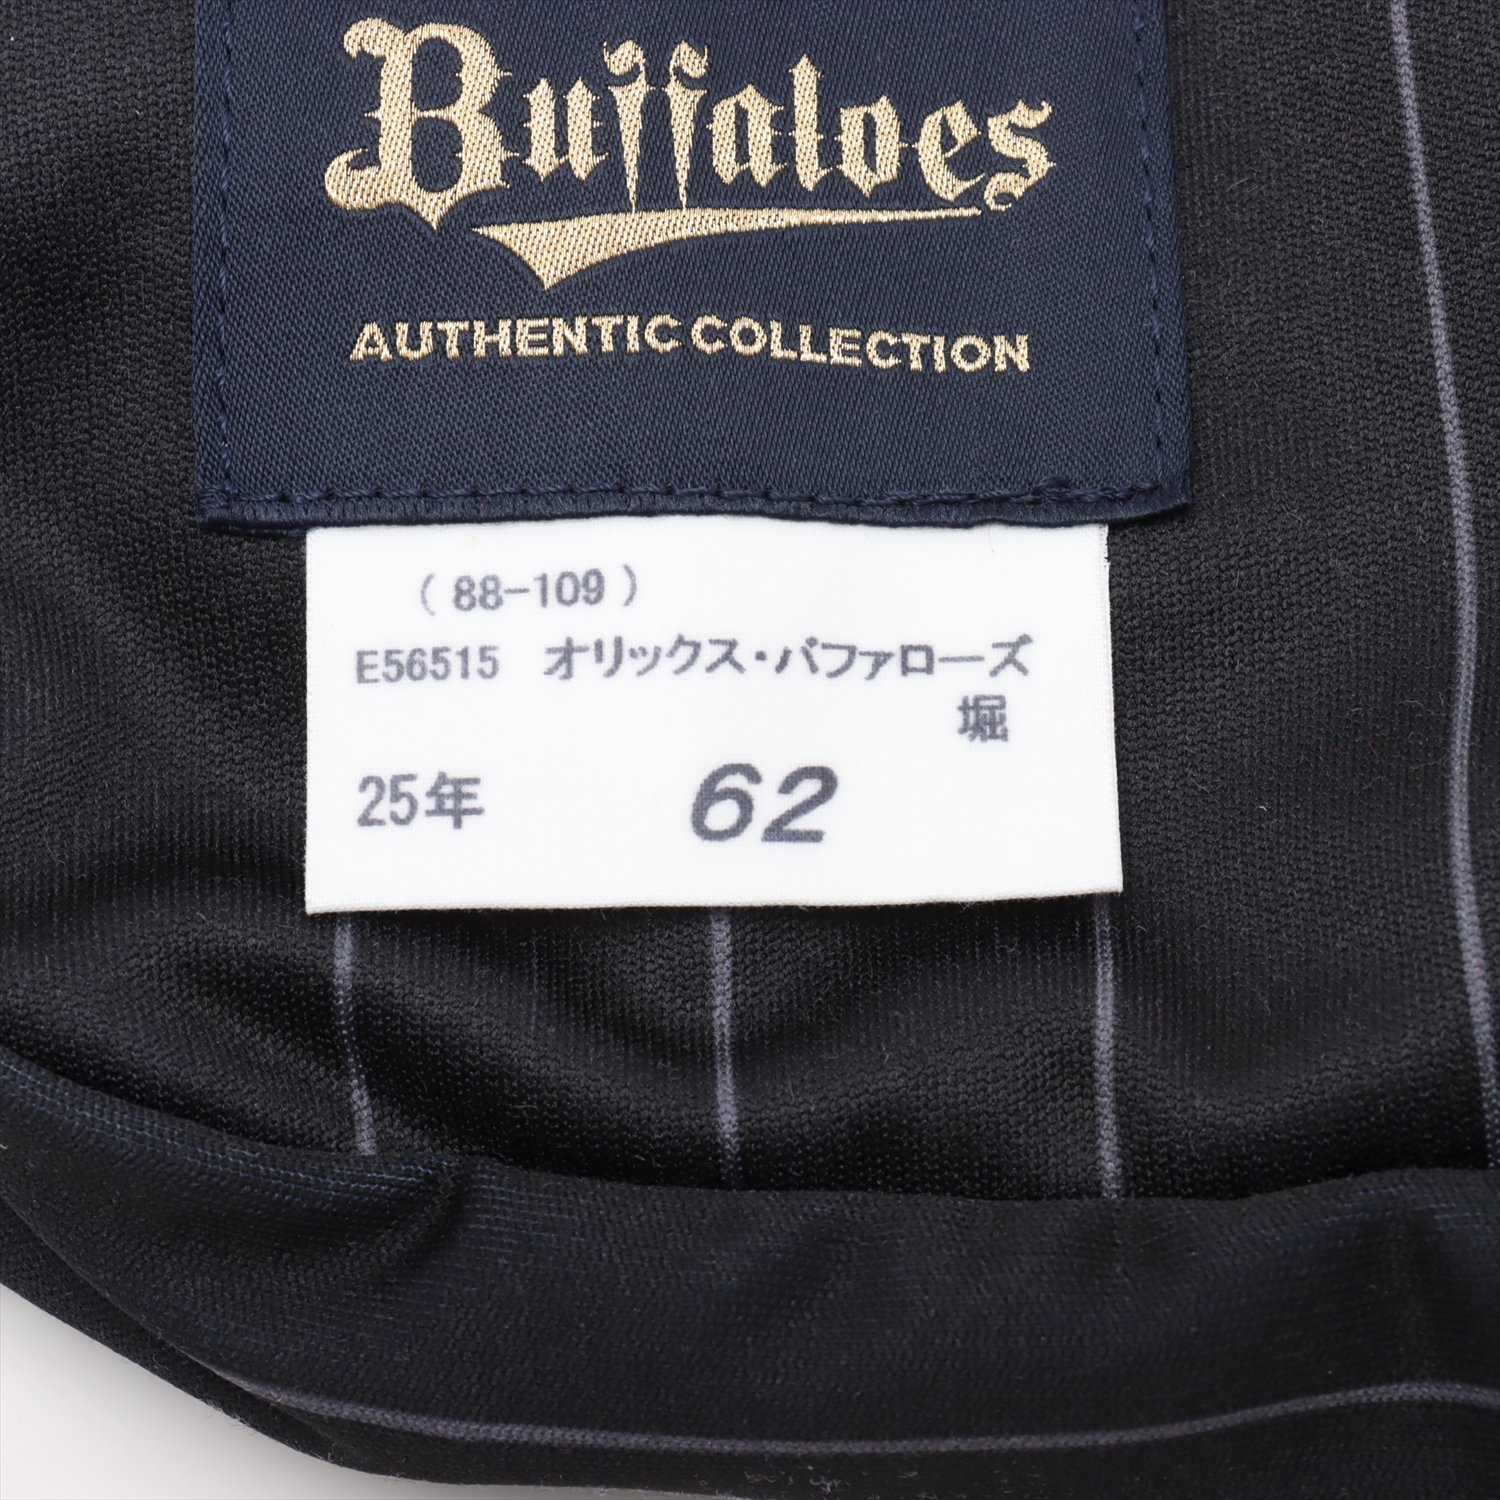 Buffaloes
AUTHENTIC COLLECTION
( 88-109 )
E56515 オリックス・バファローズ
堀
25年 62